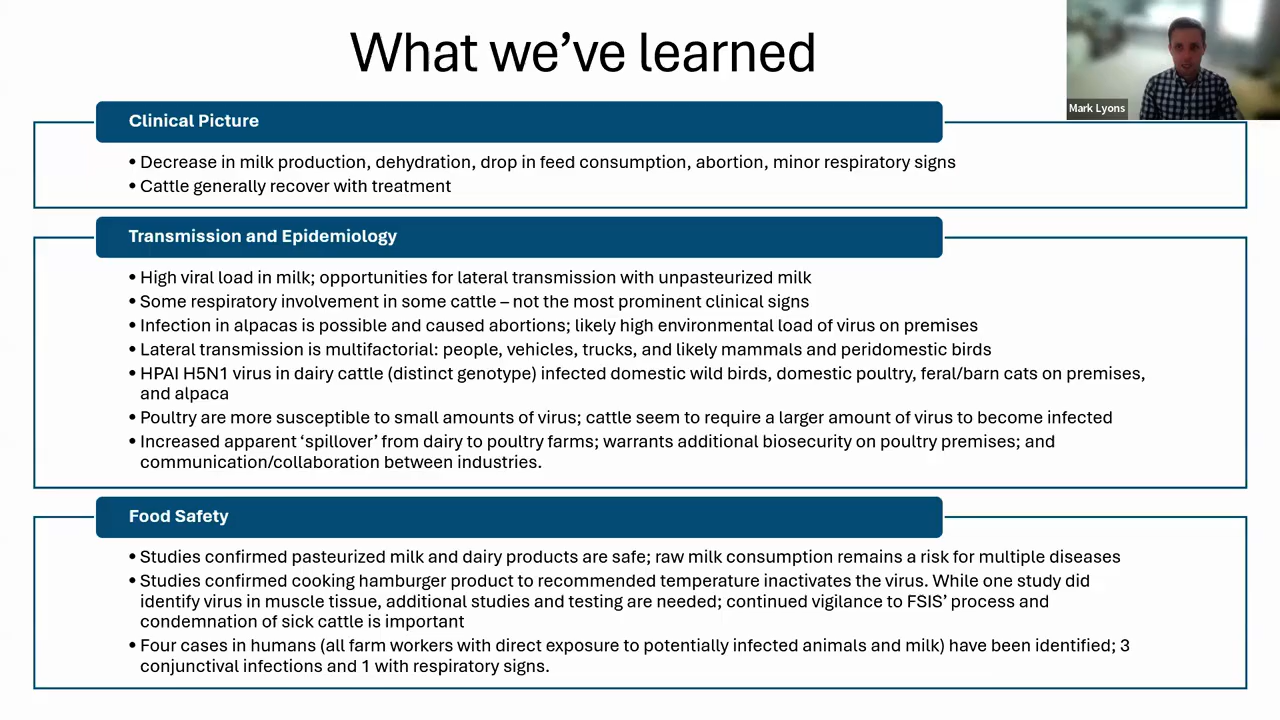 What we’ve learned
Mark Lyons
Clinical Picture
• Decrease in milk production, dehydration, drop in feed consumption, abortion, minor respiratory signs
• Cattle generally recover with treatment
Transmission and Epidemiology
• High viral load in milk; opportunities for lateral transmission with unpasteurized milk
• Some respiratory involvement in some cattle – not the most prominent clinical signs
• Infection in alpacas is possible and caused abortions; likely high environmental load of virus on premises
• Lateral transmission is multifactorial: people, vehicles, trucks, and likely mammals and peridomestic birds
• HPAI H5N1 virus in dairy cattle (distinct genotype) infected domestic wild birds, domestic poultry, feral/barn cats on premises,
and alpaca
• Poultry are more susceptible to small amounts of virus; cattle seem to require a larger amount of virus to become infected
• Increased apparent ‘spillover’ from dairy to poultry farms; warrants additional biosecurity on poultry premises; and
communication/collaboration between industries.
Food Safety
• Studies confirmed pasteurized milk and dairy products are safe; raw milk consumption remains a risk for multiple diseases
• Studies confirmed cooking hamburger product to recommended temperature inactivates the virus. While one study did
identify virus in muscle tissue, additional studies and testing are needed; continued vigilance to FSIS’ process and
condemnation of sick cattle is important
• Four cases in humans (all farm workers with direct exposure to potentially infected animals and milk) have been identified; 3
conjunctival infections and 1 with respiratory signs.